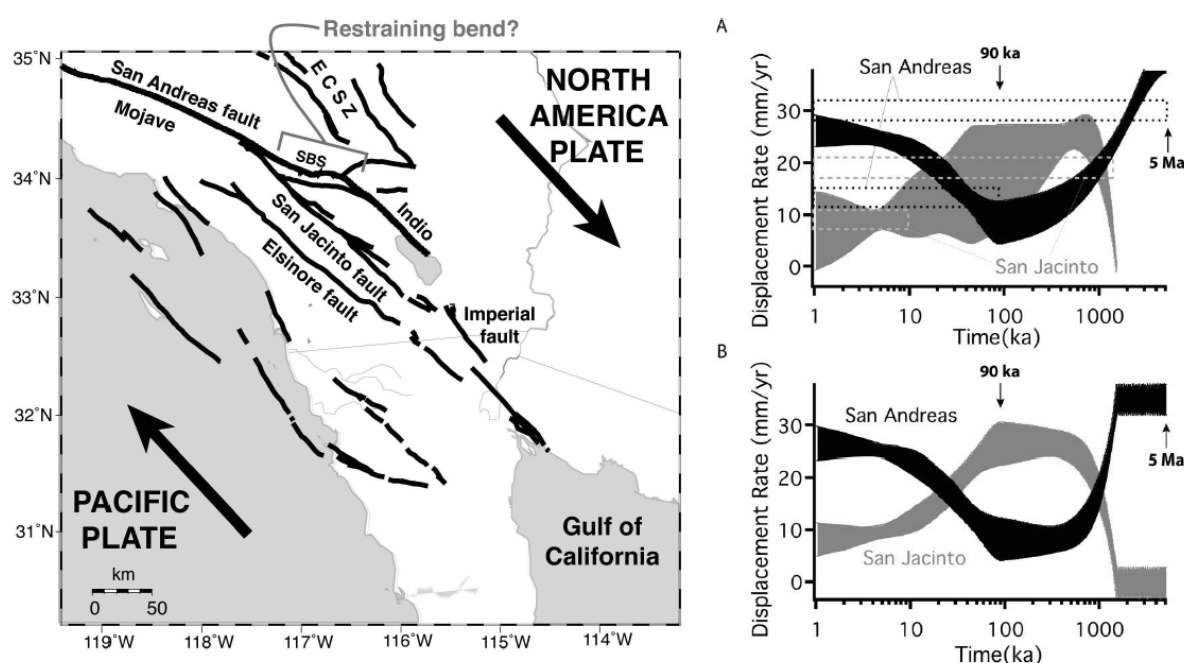 Restraining bend?
35˚N
34˚N
33˚N
32˚N
31˚N
San Andreas fault
Mojave
E C S Z
SBS
NORTH
AMERICA
PLATE
Indio
San Jacinto fault
Elsinore fault
Imperial
fault
PACIFIC
PLATE
Gulf of
California
km
0 50
119˚W 118˚W 117˚W 116˚W 115˚W 114˚W
A
90 ka
San Andreas
30
20
10
0
Displacement Rate (mm/yr)
5 Ma
San Jacinto
1 10 100 1000
Time(ka)
B
90 ka
San Andreas
30
20
10
0
Displacement Rate (mm/yr)
5 Ma
San Jacinto
1 10 100 1000
Time(ka)